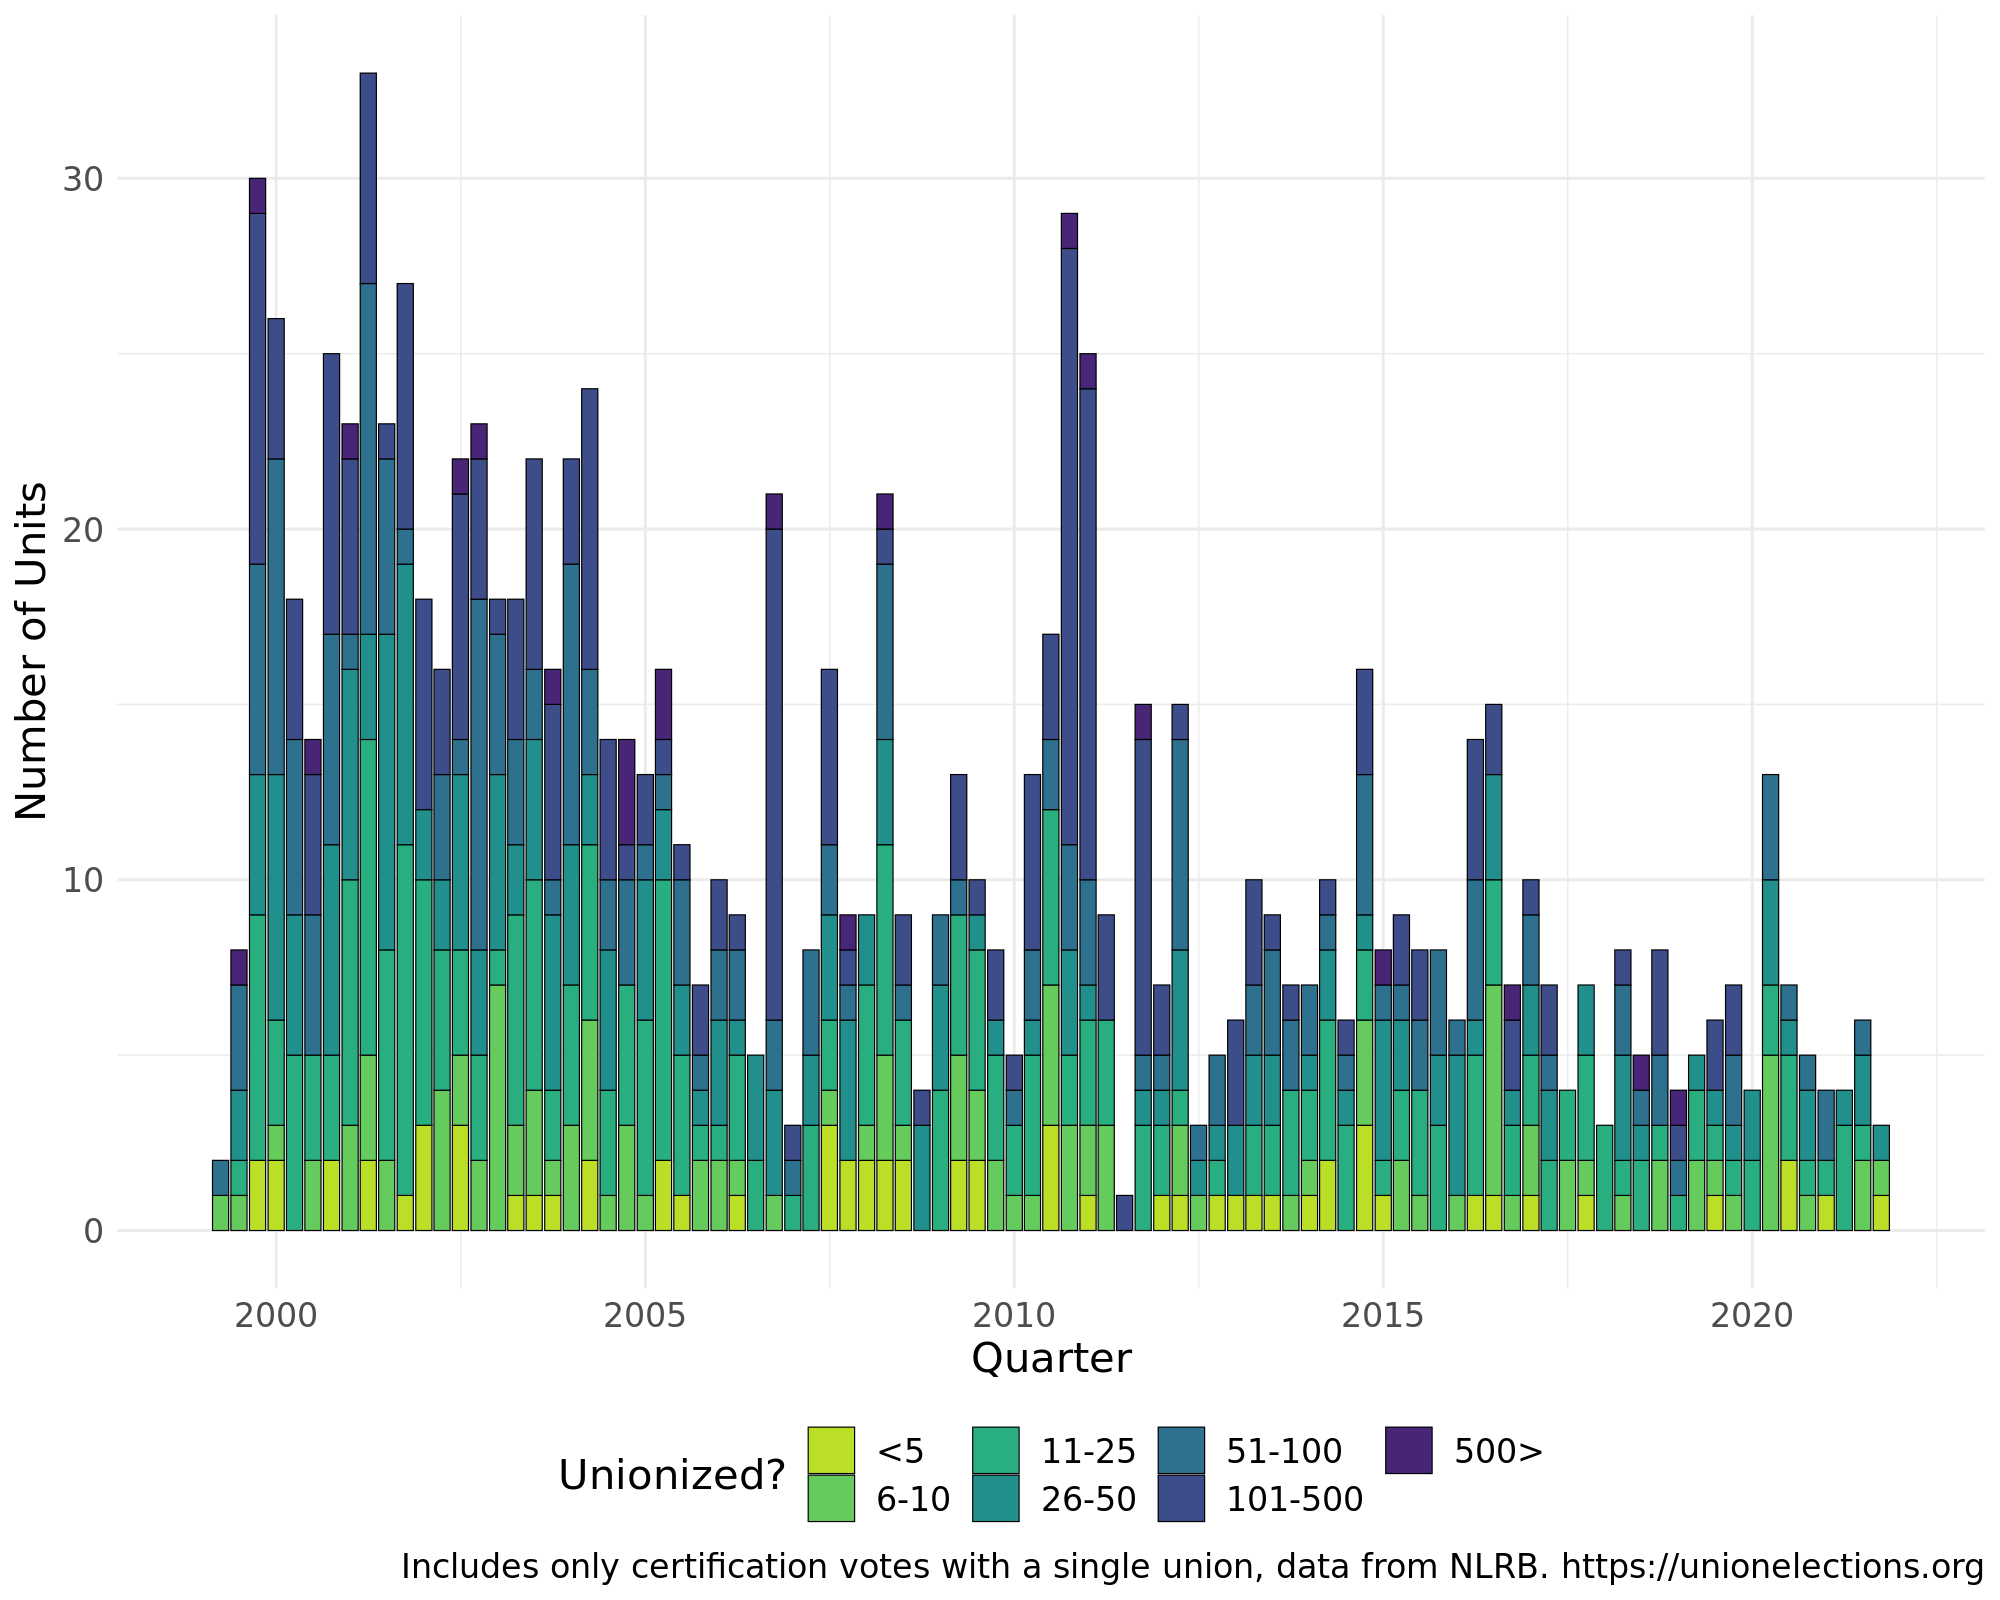 30
20
10
0
Number of Units
2000 2005 2010 2015 2020
Quarter
Unionized?
<5 11-25 51-100 500>
6-10 26-50 101-500
Includes only certification votes with a single union, data from NLRB. https://unionelections.org